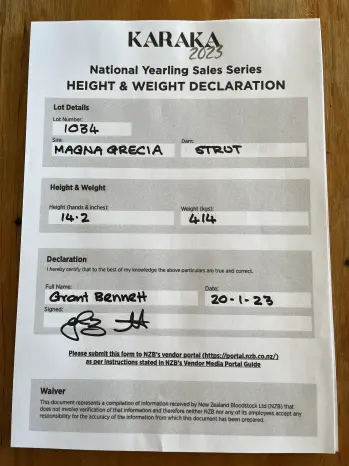 KARAKA
2023
National Yearling Sales Series
HEIGHT & WEIGHT DECLARATION
Lot Details
Lot Number:
1034
Sire: Dam:
MAGNA GRECIA STRUT
Height & Weight
Height (hands & inches): Weight (kgs):
14.2 414
Declaration
I hereby certify that to the best of my knowledge the above particulars are true and correct.
Full Name: Date:
Grant Bennett 20-1-23
Signed:
Please submit this form to NZB's vendor portal (https://portal.nzb.co.nz/)
as per instructions stated in NZB's Vendor Media Portal Guide
Waiver
This document represents a compilation of information received by New Zealand Bloodstock Ltd (NZB) that
does not involve verification of that information and therefore neither NZB nor any of its employees accept any
responsibility for the accuracy of the information from which this document has been prepared.